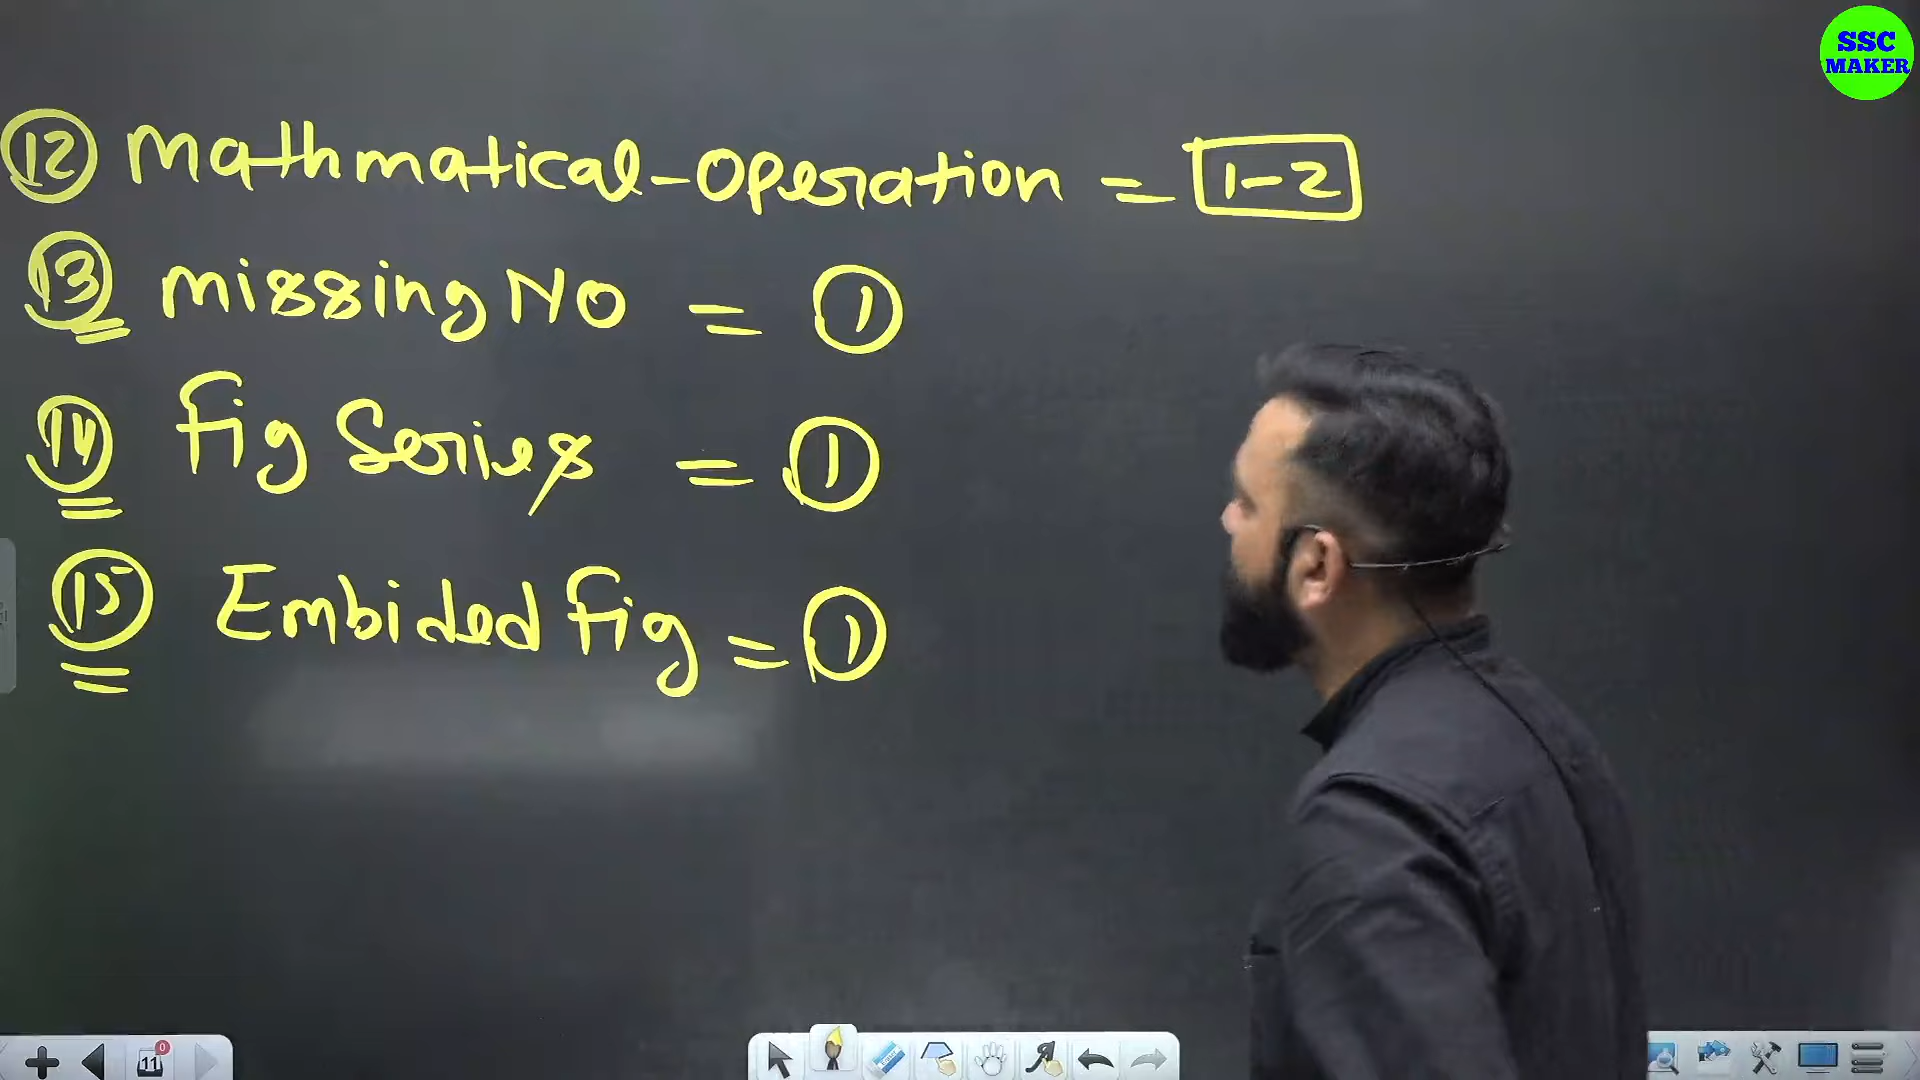 SSC
MAKER
12 Mathmatical-Operation = 1-2
13 missing No = 1
14 fig Series = 1
15 Embided fig = 1
11
0